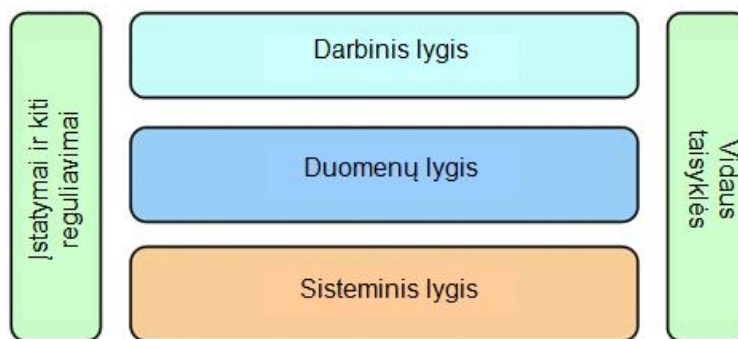 Įstatymai ir kiti
reguliavimai
Darbinis lygis
Duomenų lygis
Sisteminis lygis
Vidaus
taisyklės